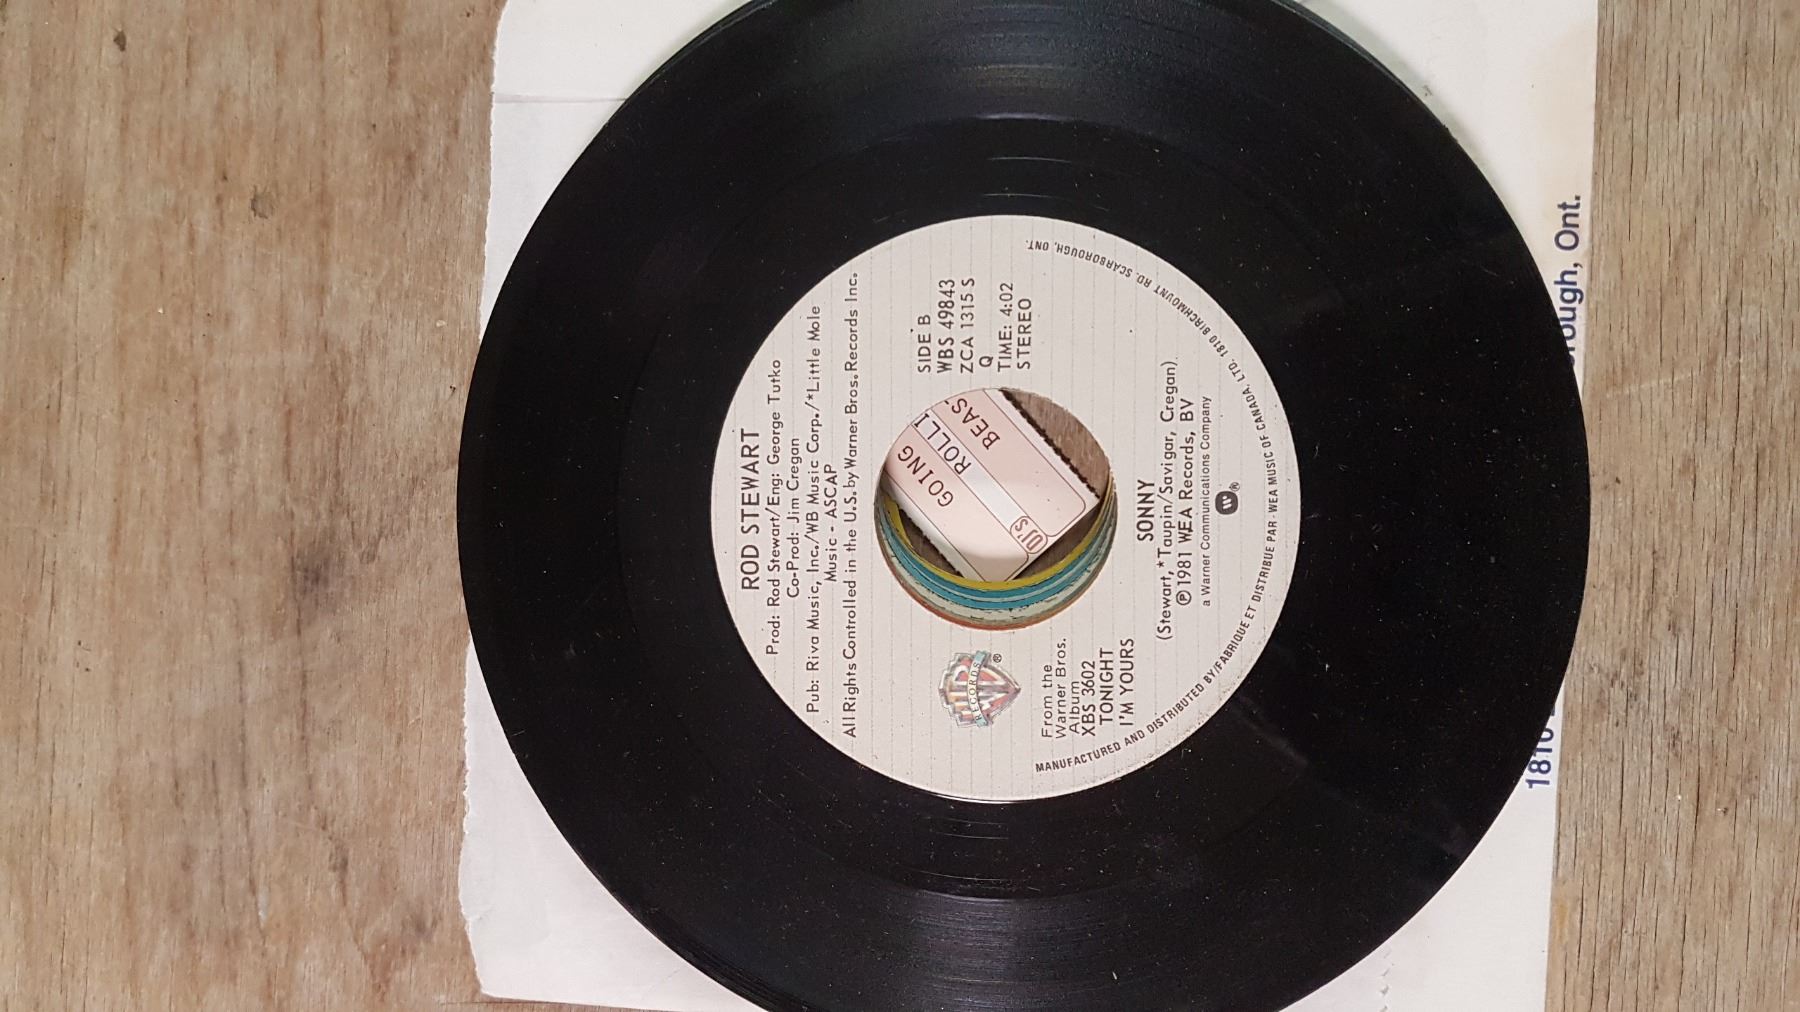 ROD STEWART
Prod: Rod Stewart/Eng: George Tutko
Co-Prod: Jim Cregan
Pub: Riva Music, Inc./WB Music Corp./*Little Mole
Music - ASCAP
All Rights Controlled in the U.S. by Warner Bros. Records Inc.
SIDE B
WBS 49843
ZCA 1315 S
Q
TIME: 4:02
STEREO
WB
RECORDS
®
GOING
ROLLI
BEAS
DJ'S
From the
Warner Bros.
Album
XBS 3602
TONIGHT
I'M YOURS
SONNY
(Stewart,*Taupin/Savigar, Cregan)
℗ 1981 WEA Records, BV
a Warner Communications Company
W®
MANUFACTURED AND DISTRIBUTED BY/FABRIQUE ET DISTRIBUE PAR - WEA MUSIC OF CANADA, LTD. 1810 BIRCHMOUNT RD. SCARBOROUGH, ONT.
1810
rough, Ont.